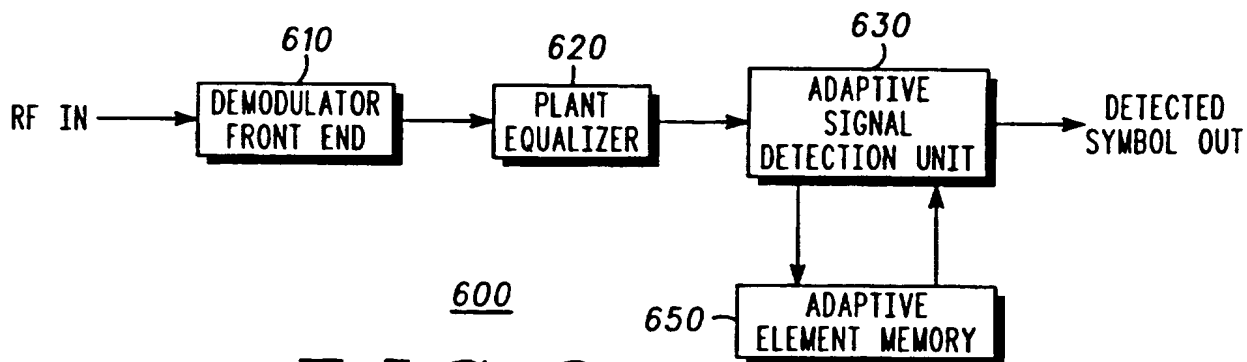 610
620
630
RF IN
DEMODULATOR
FRONT END
PLANT
EQUALIZER
ADAPTIVE
SIGNAL
DETECTION UNIT
DETECTED
SYMBOL OUT
600
650
ADAPTIVE
ELEMENT MEMORY